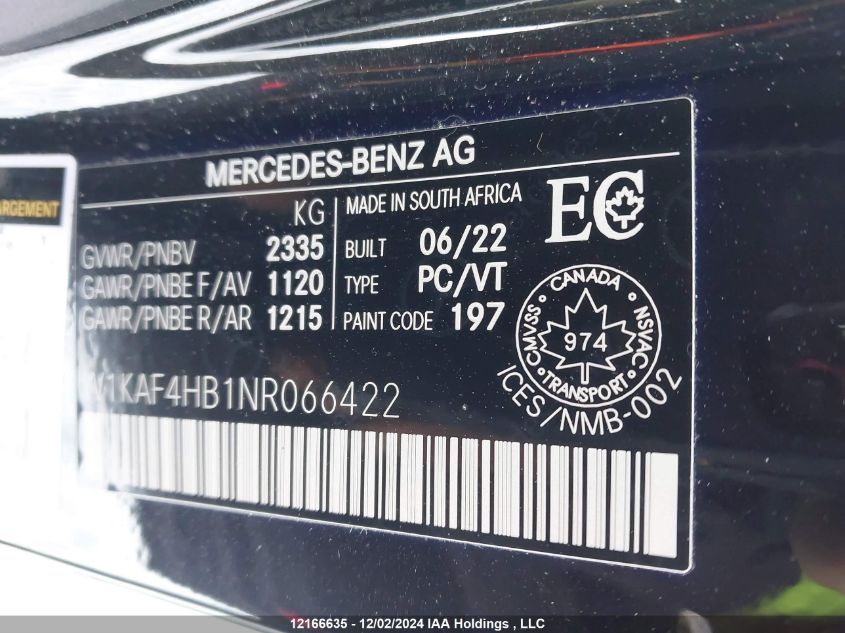 ARGEMENT
MERCEDES-BENZ AG
KG
GVWR/PNBV 2335
GAWR/PNBE F/AV 1120
GAWR/PNBE R/AR 1215
MADE IN SOUTH AFRICA
BUILT 06/22
TYPE PC/VT
PAINT CODE 197
EC
CANADA
CMVSS NSVAC
974
TRANSPORT
ICES/NMB-002
W1KAF4HB1NR066422
12166635 - 12/02/2024 IAA Holdings , LLC